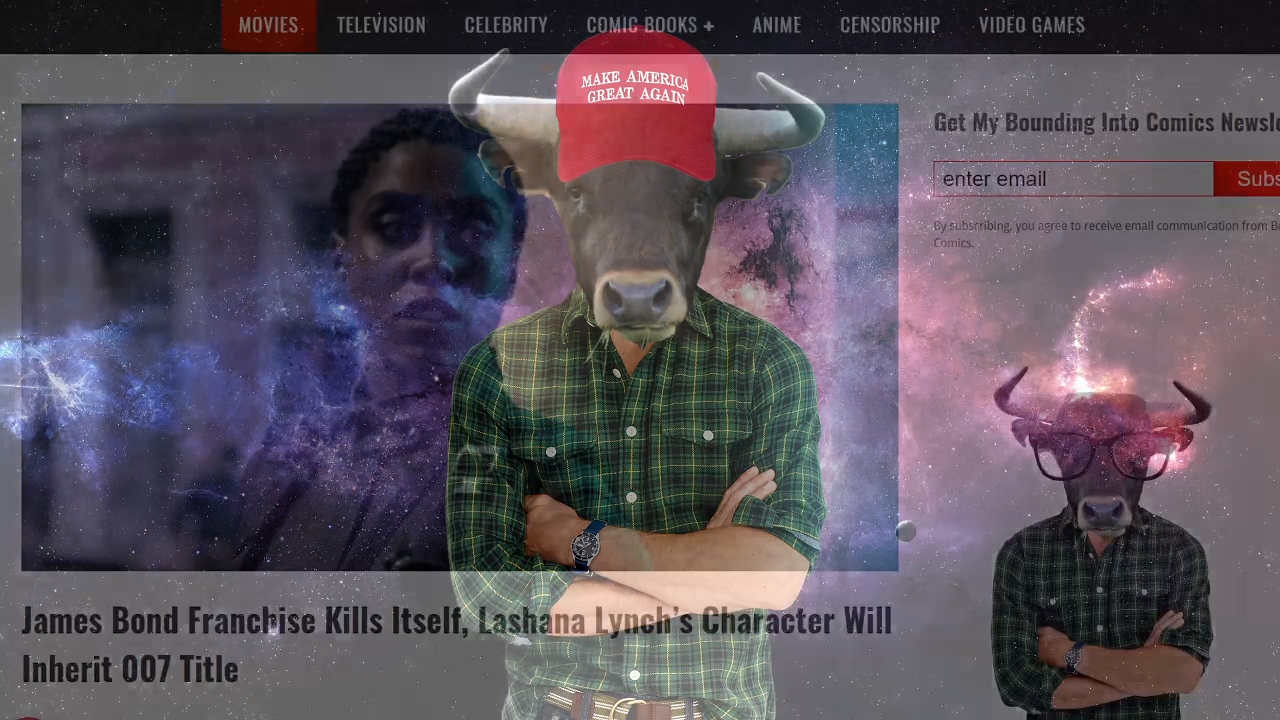 MOVIES TELEVISION CELEBRITY COMIC BOOKS + ANIME CENSORSHIP VIDEO GAMES
MAKE AMERICA
GREAT AGAIN
Get My Bounding Into Comics
enter email
By subscribing, you agree to receive email communication from
Comics.
James Bond Franchise Kills Itself, Lashana Lynch's Character Will
Inherit 007 Title